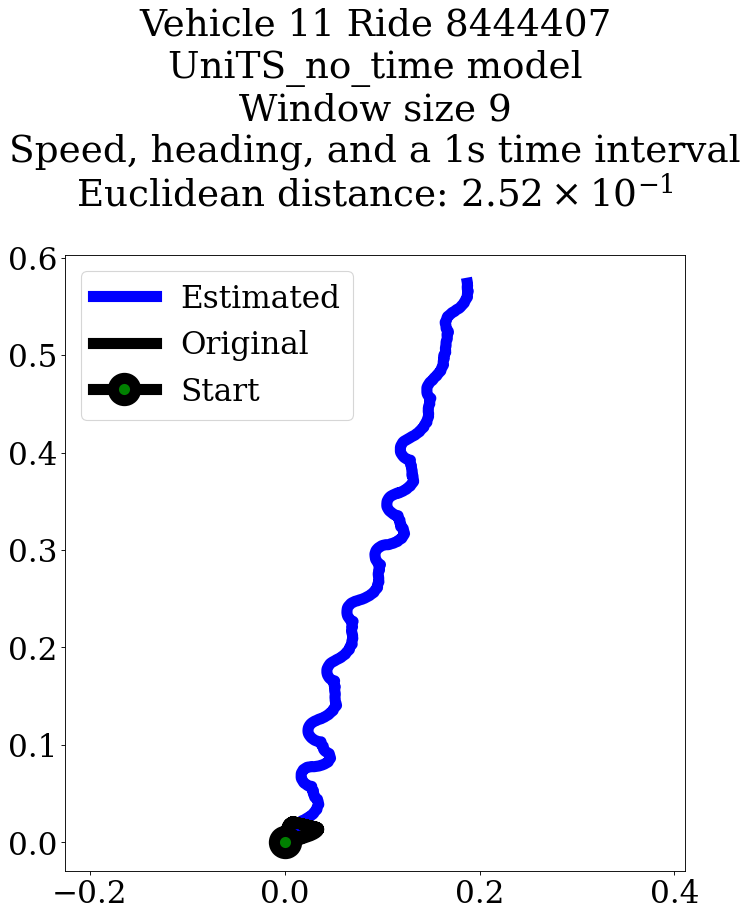 Vehicle 11 Ride 8444407
UniTS_no_time model
Window size 9
Speed, heading, and a 1s time interval
Euclidean distance: 2.52 × 10⁻¹
0.6
Estimated
0.5
Original
Start
0.4
0.3
0.2
0.1
0.0
−0.2
0.0
0.2
0.4